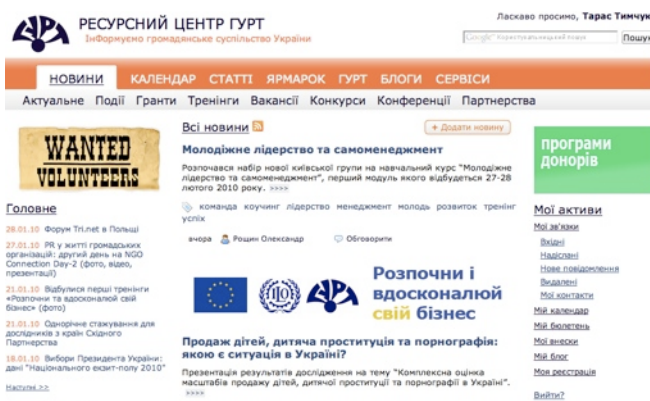 РЕСУРСНИЙ ЦЕНТР ГУРТ
ІнФормуємо громадянське суспільство України
Ласкаво просимо, Тарас Тимчук
Google™ Користувальницький пошук
Пошук
НОВИНИ КАЛЕНДАР СТАТТІ ЯРМАРОК ГУРТ БЛОГИ СЕРВІСИ
Актуальне Події Гранти Тренінги Вакансії Конкурси Конференції Партнерства
WANTED
VOLUNTEERS
Головне
28.01.10 Форум Tri.net в Польщі
27.01.10 PR у житті громадських
організацій: другий день на NGO
Connection Day-2 (фото, відео,
презентації)
21.01.10 Відбулися перші тренінги
«Розпочни та вдосконалюй свій
бізнес» (фото)
21.01.10 Однорічне стажування для
дослідників з країн Східного
Партнерства
18.01.10 Вибори Президента України:
дані "Національного екзит-полу 2010"
Наступні >>
Всі новини
+ Додати новину
Молодіжне лідерство та самоменеджмент
Розпочався набір нової київської групи на навчальний курс "Молодіжне
лідерство та самоменеджмент", перший модуль якого відбудеться 27-28
лютого 2010 року. >>>>
команда коучинг лідерство менеджмент молодь розвиток тренінг
успіх
вчора Рощин Олександр Обговорити
Розпочни і
вдосконалюй
свій бізнес
Продаж дітей, дитяча проституція та порнографія:
якою є ситуація в Україні?
Презентація результатів дослідження на тему "Комплексна оцінка
масштабів продажу дітей, дитячої проституції та порнографії в Україні".
>>>>
програми
донорів
Мої активи
Мої зв'язки
Вхідні
Надіслані
Нове повідомлення
Видалені
Мої контакти
Мій календар
Мій бюлетень
Мої внески
Мій блог
Моя реєстрація
Вийти?